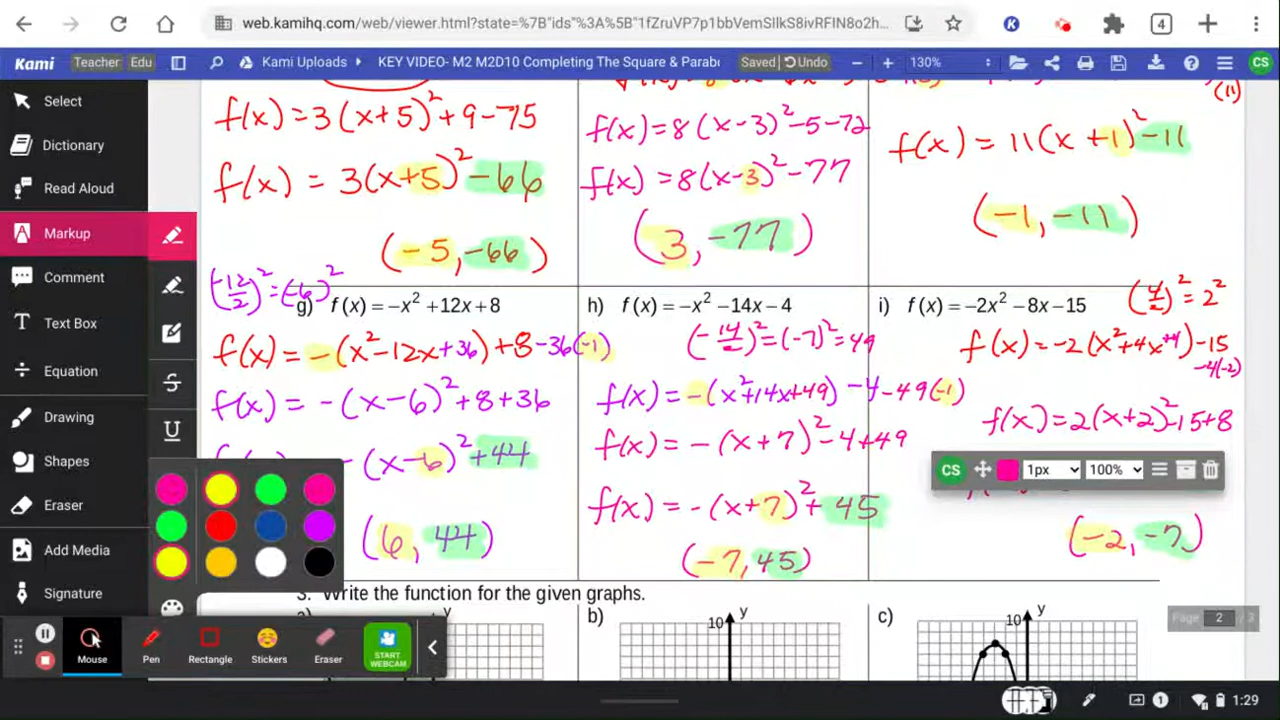 web.kamihq.com/web/viewer.html?state=%7B"ids"%3A%5B"1fZruVP7p1bbVemSIlkS8ivRFIN8o2h...
4
Kami Teacher Edu
Kami Uploads
KEY VIDEO- M2 M2D10 Completing The Square & Parabo
Saved Undo
130%
CS
Select
Dictionary
Read Aloud
Markup
Comment
Text Box
Equation
Drawing
Shapes
Eraser
Add Media
Signature
f(x) = 3(x+5)² + 9 - 75
f(x) = 3(x+5)² - 66
(-5, -66)
f(x) = 8(x-3)² - 5 - 72
f(x) = 8(x-3)² - 77
(3, -77)
(11)
f(x) = 11(x+1)² - 11
(-1, -11)
(-12/2)² = (-6)²
g) f (x) = −x² +12x + 8
f(x) = -(x² - 12x + 36) + 8 - 36(-1)
f(x) = -(x-6)² + 8 + 36
-(x-6)² + 44
(6, 44)
h) f (x) = −x² −14x − 4
(-14/2)² = (-7)² = 49
f(x) = -(x² + 14x + 49) - 4 - 49(-1)
f(x) = -(x+7)² - 4 + 49
f(x) = -(x+7)² + 45
(-7, 45)
i) f (x) = −2x² − 8x −15
(4/2)² = 2²
f(x) = -2(x² + 4x + 4) - 15
-4(-2)
f(x) = 2(x+2)² - 15 + 8
CS 1px 100%
(-2, -7)
3. Write the function for the given graphs.
a) y
b) 10 y
c) 10 y
Page 2 / 3
Mouse
Pen
Rectangle
Stickers
Eraser
START WEBCAM
1
1:29